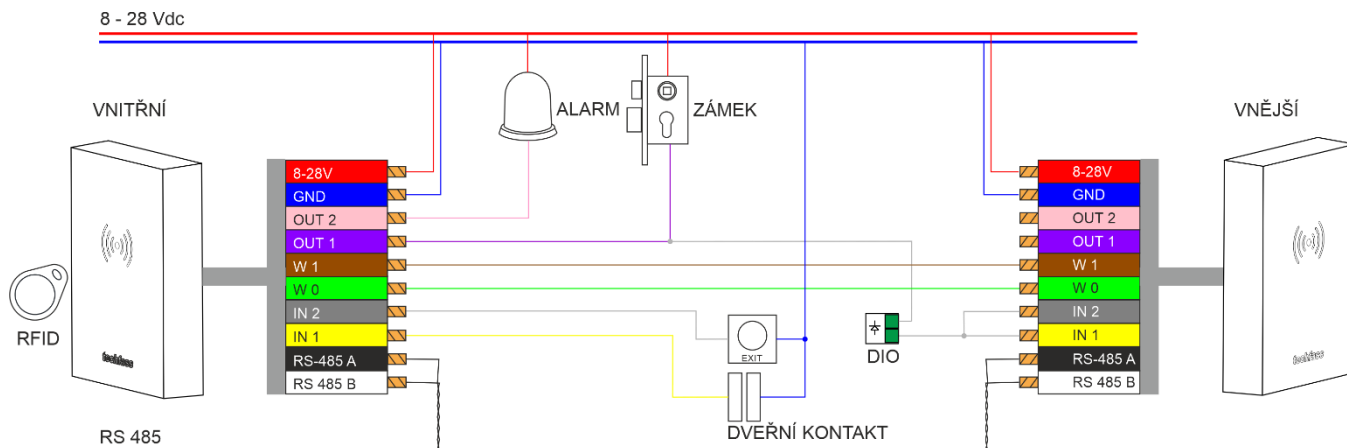 8 - 28 Vdc
VNITŘNÍ
ALARM
ZÁMEK
VNĚJŠÍ
8-28V
GND
OUT 2
OUT 1
W 1
W 0
IN 2
IN 1
RS-485 A
RS 485 B
RFID
techfass
RS 485
EXIT
DVEŘNÍ KONTAKT
DIO
8-28V
GND
OUT 2
OUT 1
W 1
W 0
IN 2
IN 1
RS-485 A
RS 485 B
techfass